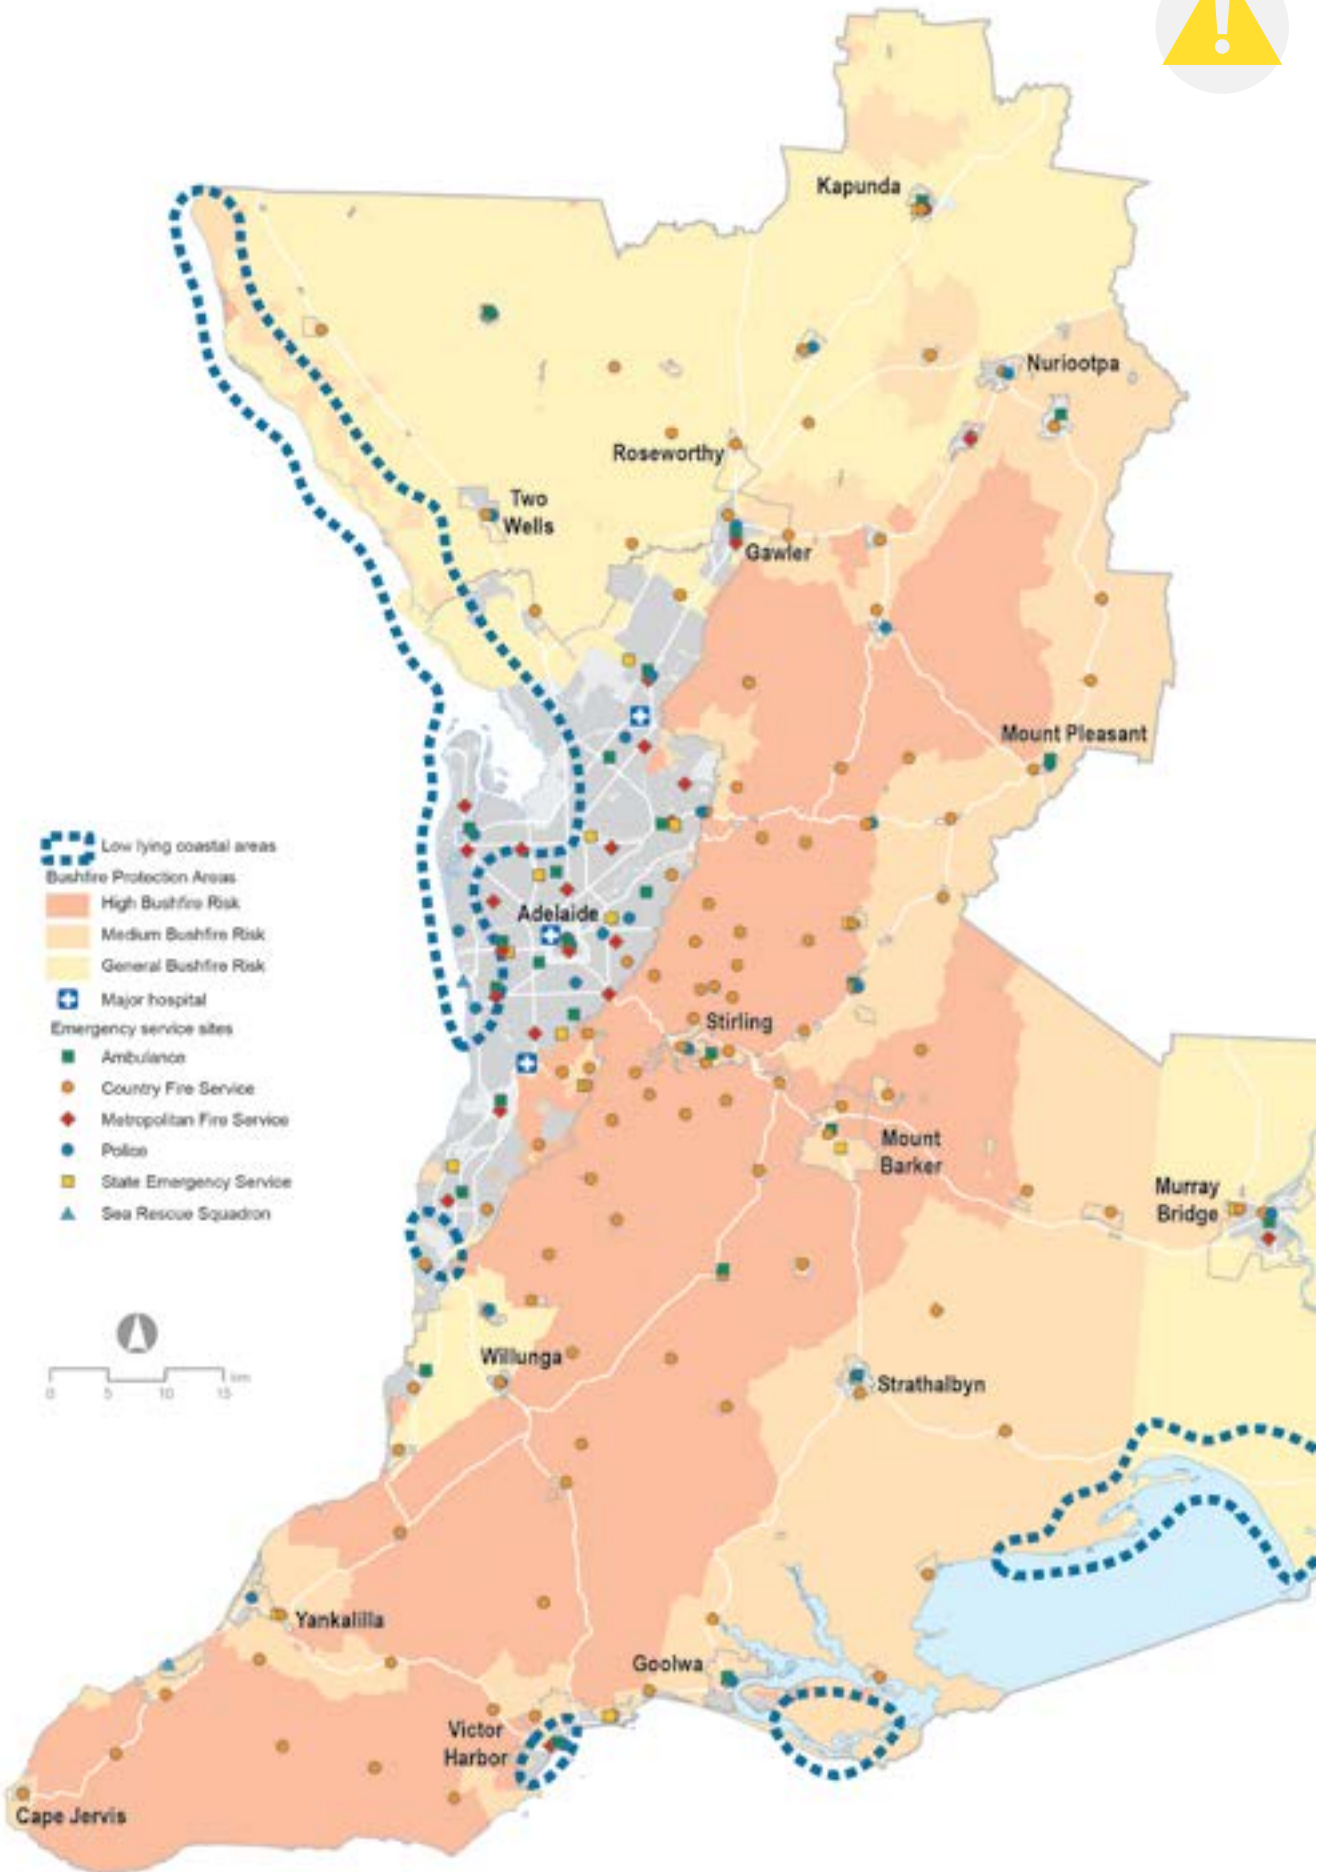 !
Kapunda
Nuriootpa
Roseworthy
Two
Wells
Gawler
Mount Pleasant
Low lying coastal areas
Bushfire Protection Areas
High Bushfire Risk
Medium Bushfire Risk
General Bushfire Risk
Major hospital
Emergency service sites
Ambulance
Country Fire Service
Metropolitan Fire Service
Police
State Emergency Service
Sea Rescue Squadron
Adelaide
Stirling
Mount
Barker
Murray
Bridge
km
0 5 10 15
Willunga
Strathalbyn
Yankalilla
Goolwa
Victor
Harbor
Cape Jervis